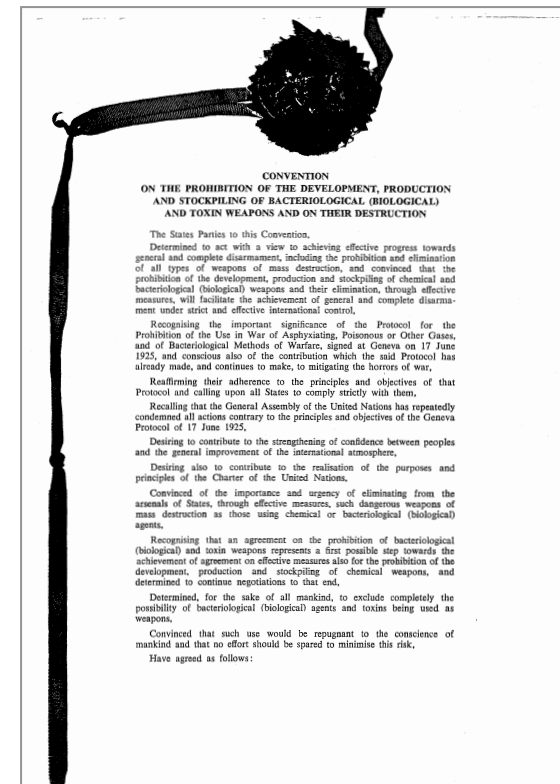 CONVENTION
ON THE PROHIBITION OF THE DEVELOPMENT, PRODUCTION
AND STOCKPILING OF BACTERIOLOGICAL (BIOLOGICAL)
AND TOXIN WEAPONS AND ON THEIR DESTRUCTION
The States Parties to this Convention,
Determined to act with a view to achieving effective progress towards
general and complete disarmament, including the prohibition and elimination
of all types of weapons of mass destruction, and convinced that the
prohibition of the development, production and stockpiling of chemical and
bacteriological (biological) weapons and their elimination, through effective
measures, will facilitate the achievement of general and complete disarma-
ment under strict and effective international control,
Recognising the important significance of the Protocol for the
Prohibition of the Use in War of Asphyxiating, Poisonous or Other Gases,
and of Bacteriological Methods of Warfare, signed at Geneva on 17 June
1925, and conscious also of the contribution which the said Protocol has
already made, and continues to make, to mitigating the horrors of war,
Reaffirming their adherence to the principles and objectives of that
Protocol and calling upon all States to comply strictly with them,
Recalling that the General Assembly of the United Nations has repeatedly
condemned all actions contrary to the principles and objectives of the Geneva
Protocol of 17 June 1925,
Desiring to contribute to the strengthening of confidence between peoples
and the general improvement of the international atmosphere,
Desiring also to contribute to the realisation of the purposes and
principles of the Charter of the United Nations,
Convinced of the importance and urgency of eliminating from the
arsenals of States, through effective measures, such dangerous weapons of
mass destruction as those using chemical or bacteriological (biological)
agents,
Recognising that an agreement on the prohibition of bacteriological
(biological) and toxin weapons represents a first possible step towards the
achievement of agreement on effective measures also for the prohibition of the
development, production and stockpiling of chemical weapons, and
determined to continue negotiations to that end,
Determined, for the sake of all mankind, to exclude completely the
possibility of bacteriological (biological) agents and toxins being used as
weapons,
Convinced that such use would be repugnant to the conscience of
mankind and that no effort should be spared to minimise this risk,
Have agreed as follows: